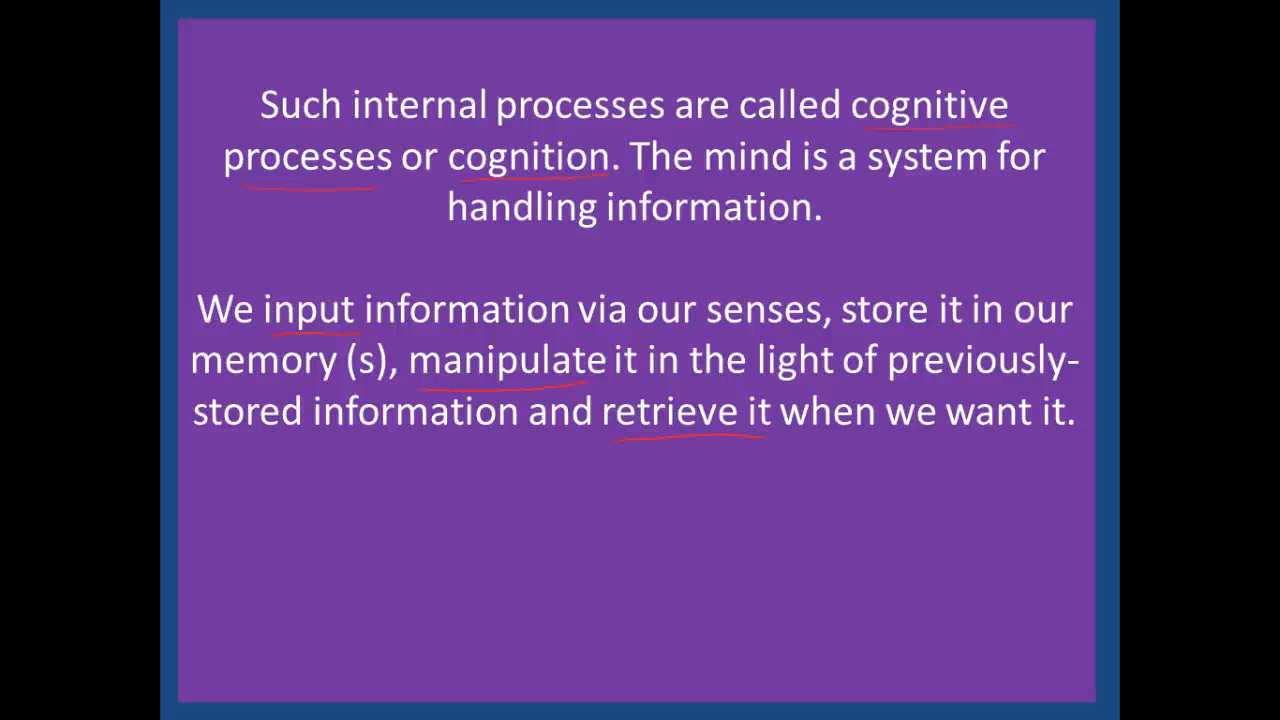 Such internal processes are called cognitive
processes or cognition. The mind is a system for
handling information.
We input information via our senses, store it in our
memory (s), manipulate it in the light of previously-
stored information and retrieve it when we want it.